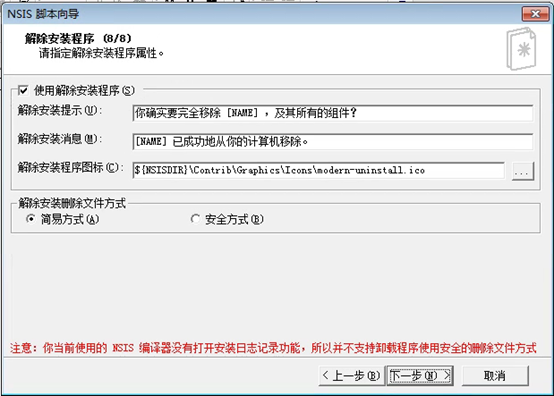 NSIS 脚本向导
解除安装程序 (8/8)
请指定解除安装程序属性。
使用解除安装程序(S)
解除安装提示(U):
你确实要完全移除 [NAME] ，及其所有的组件？
解除安装消息(M):
[NAME] 已成功地从你的计算机移除。
解除安装程序图标(C):
${NSISDIR}\Contrib\Graphics\Icons\modern-uninstall.ico
...
解除安装删除文件方式
简易方式(A)
安全方式(B)
注意: 你当前使用的 NSIS 编译器没有打开安装日志记录功能，所以并不支持卸载程序使用安全的删除文件方式
< 上一步(B)
下一步(N) >
取消